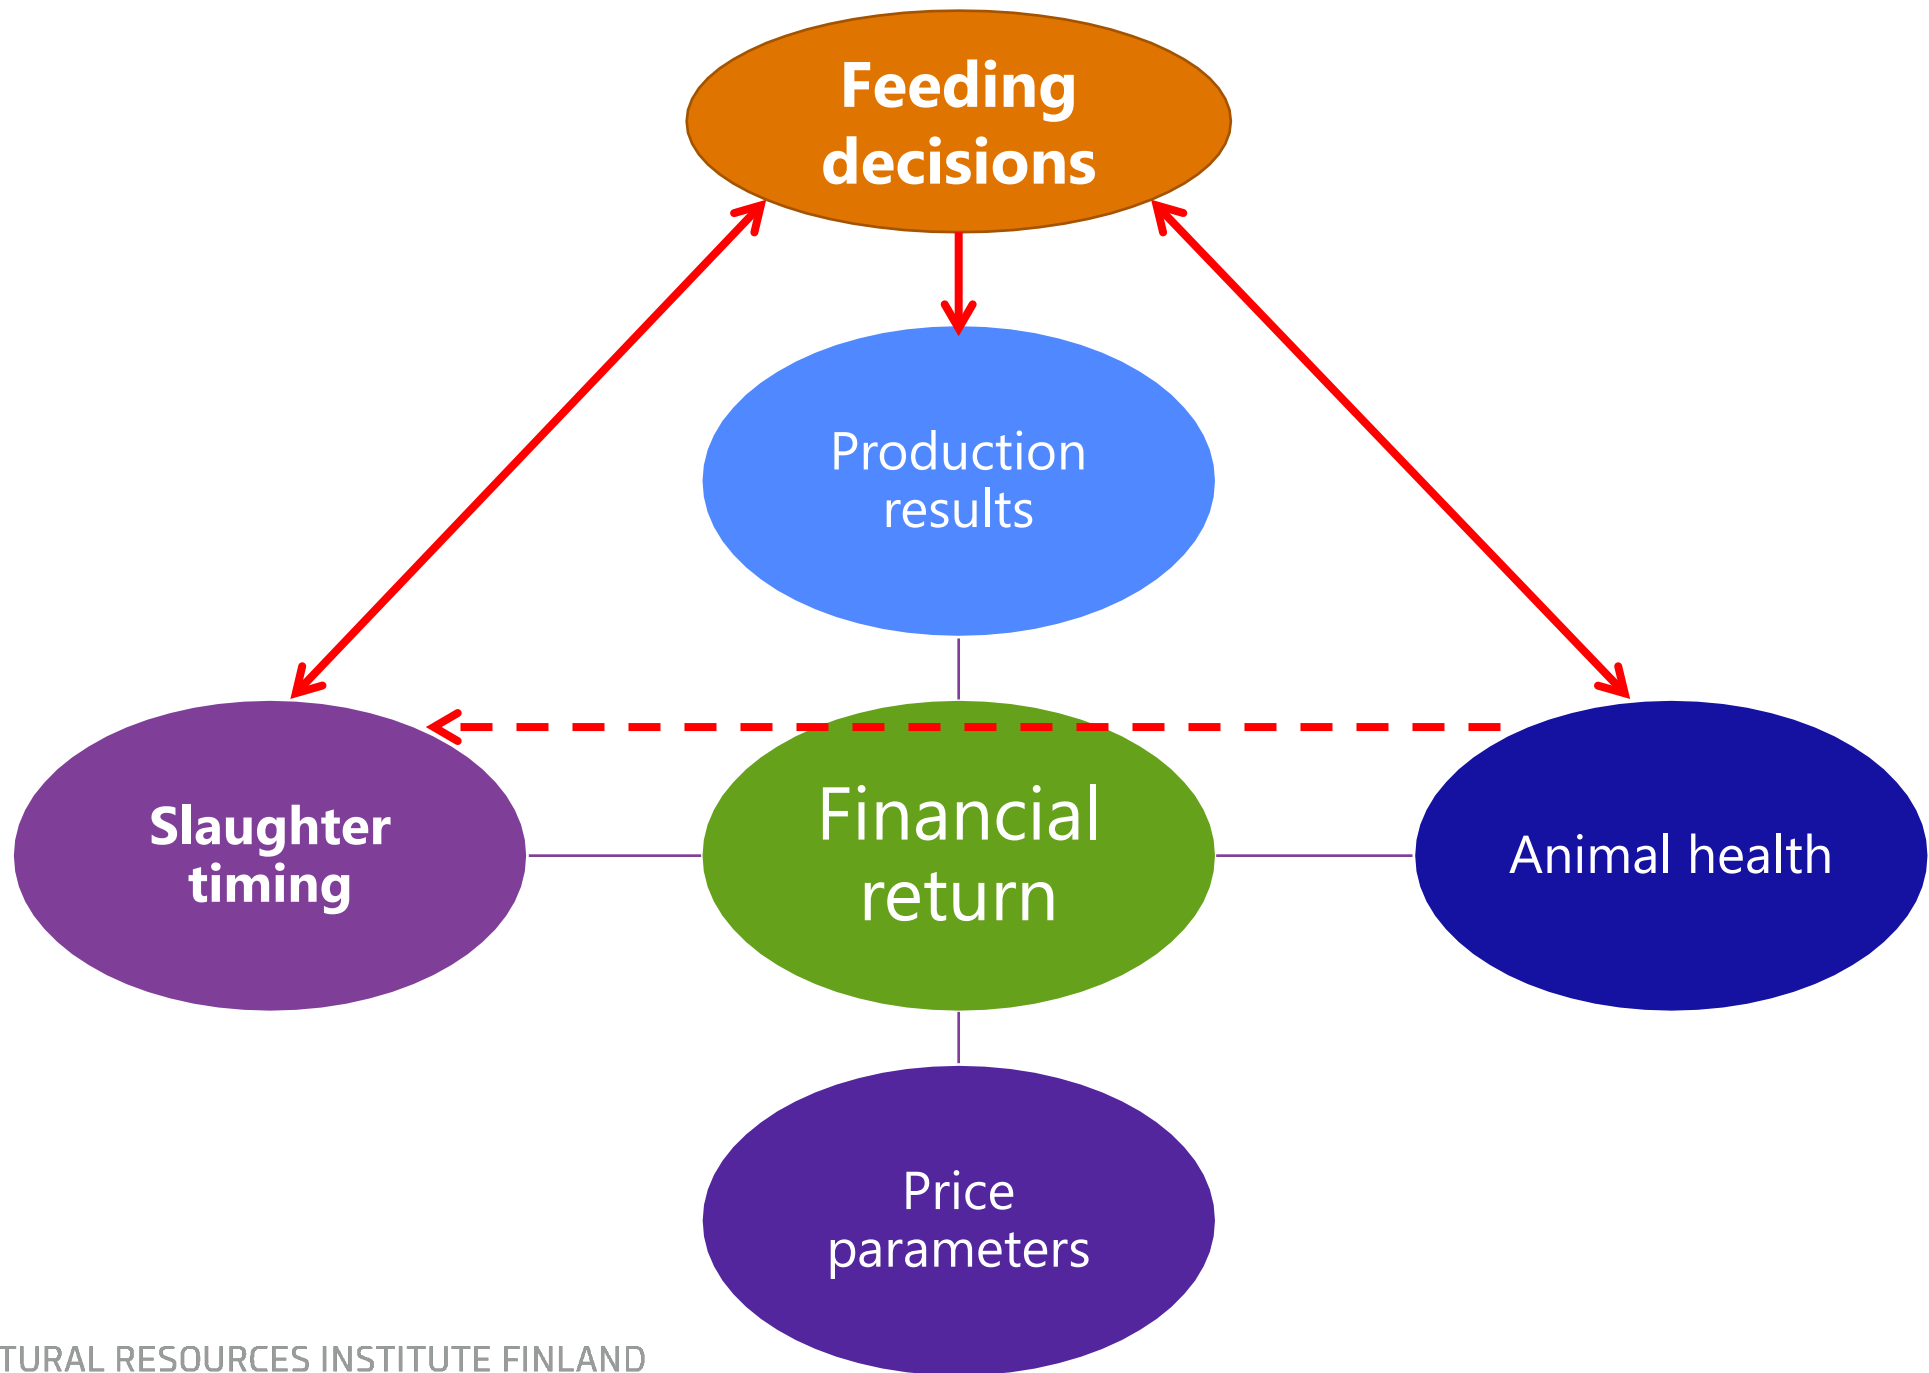 Feeding
decisions
Production
results
Slaughter
timing
Financial
return
Animal health
Price
parameters
TURAL RESOURCES INSTITUTE FINLAND